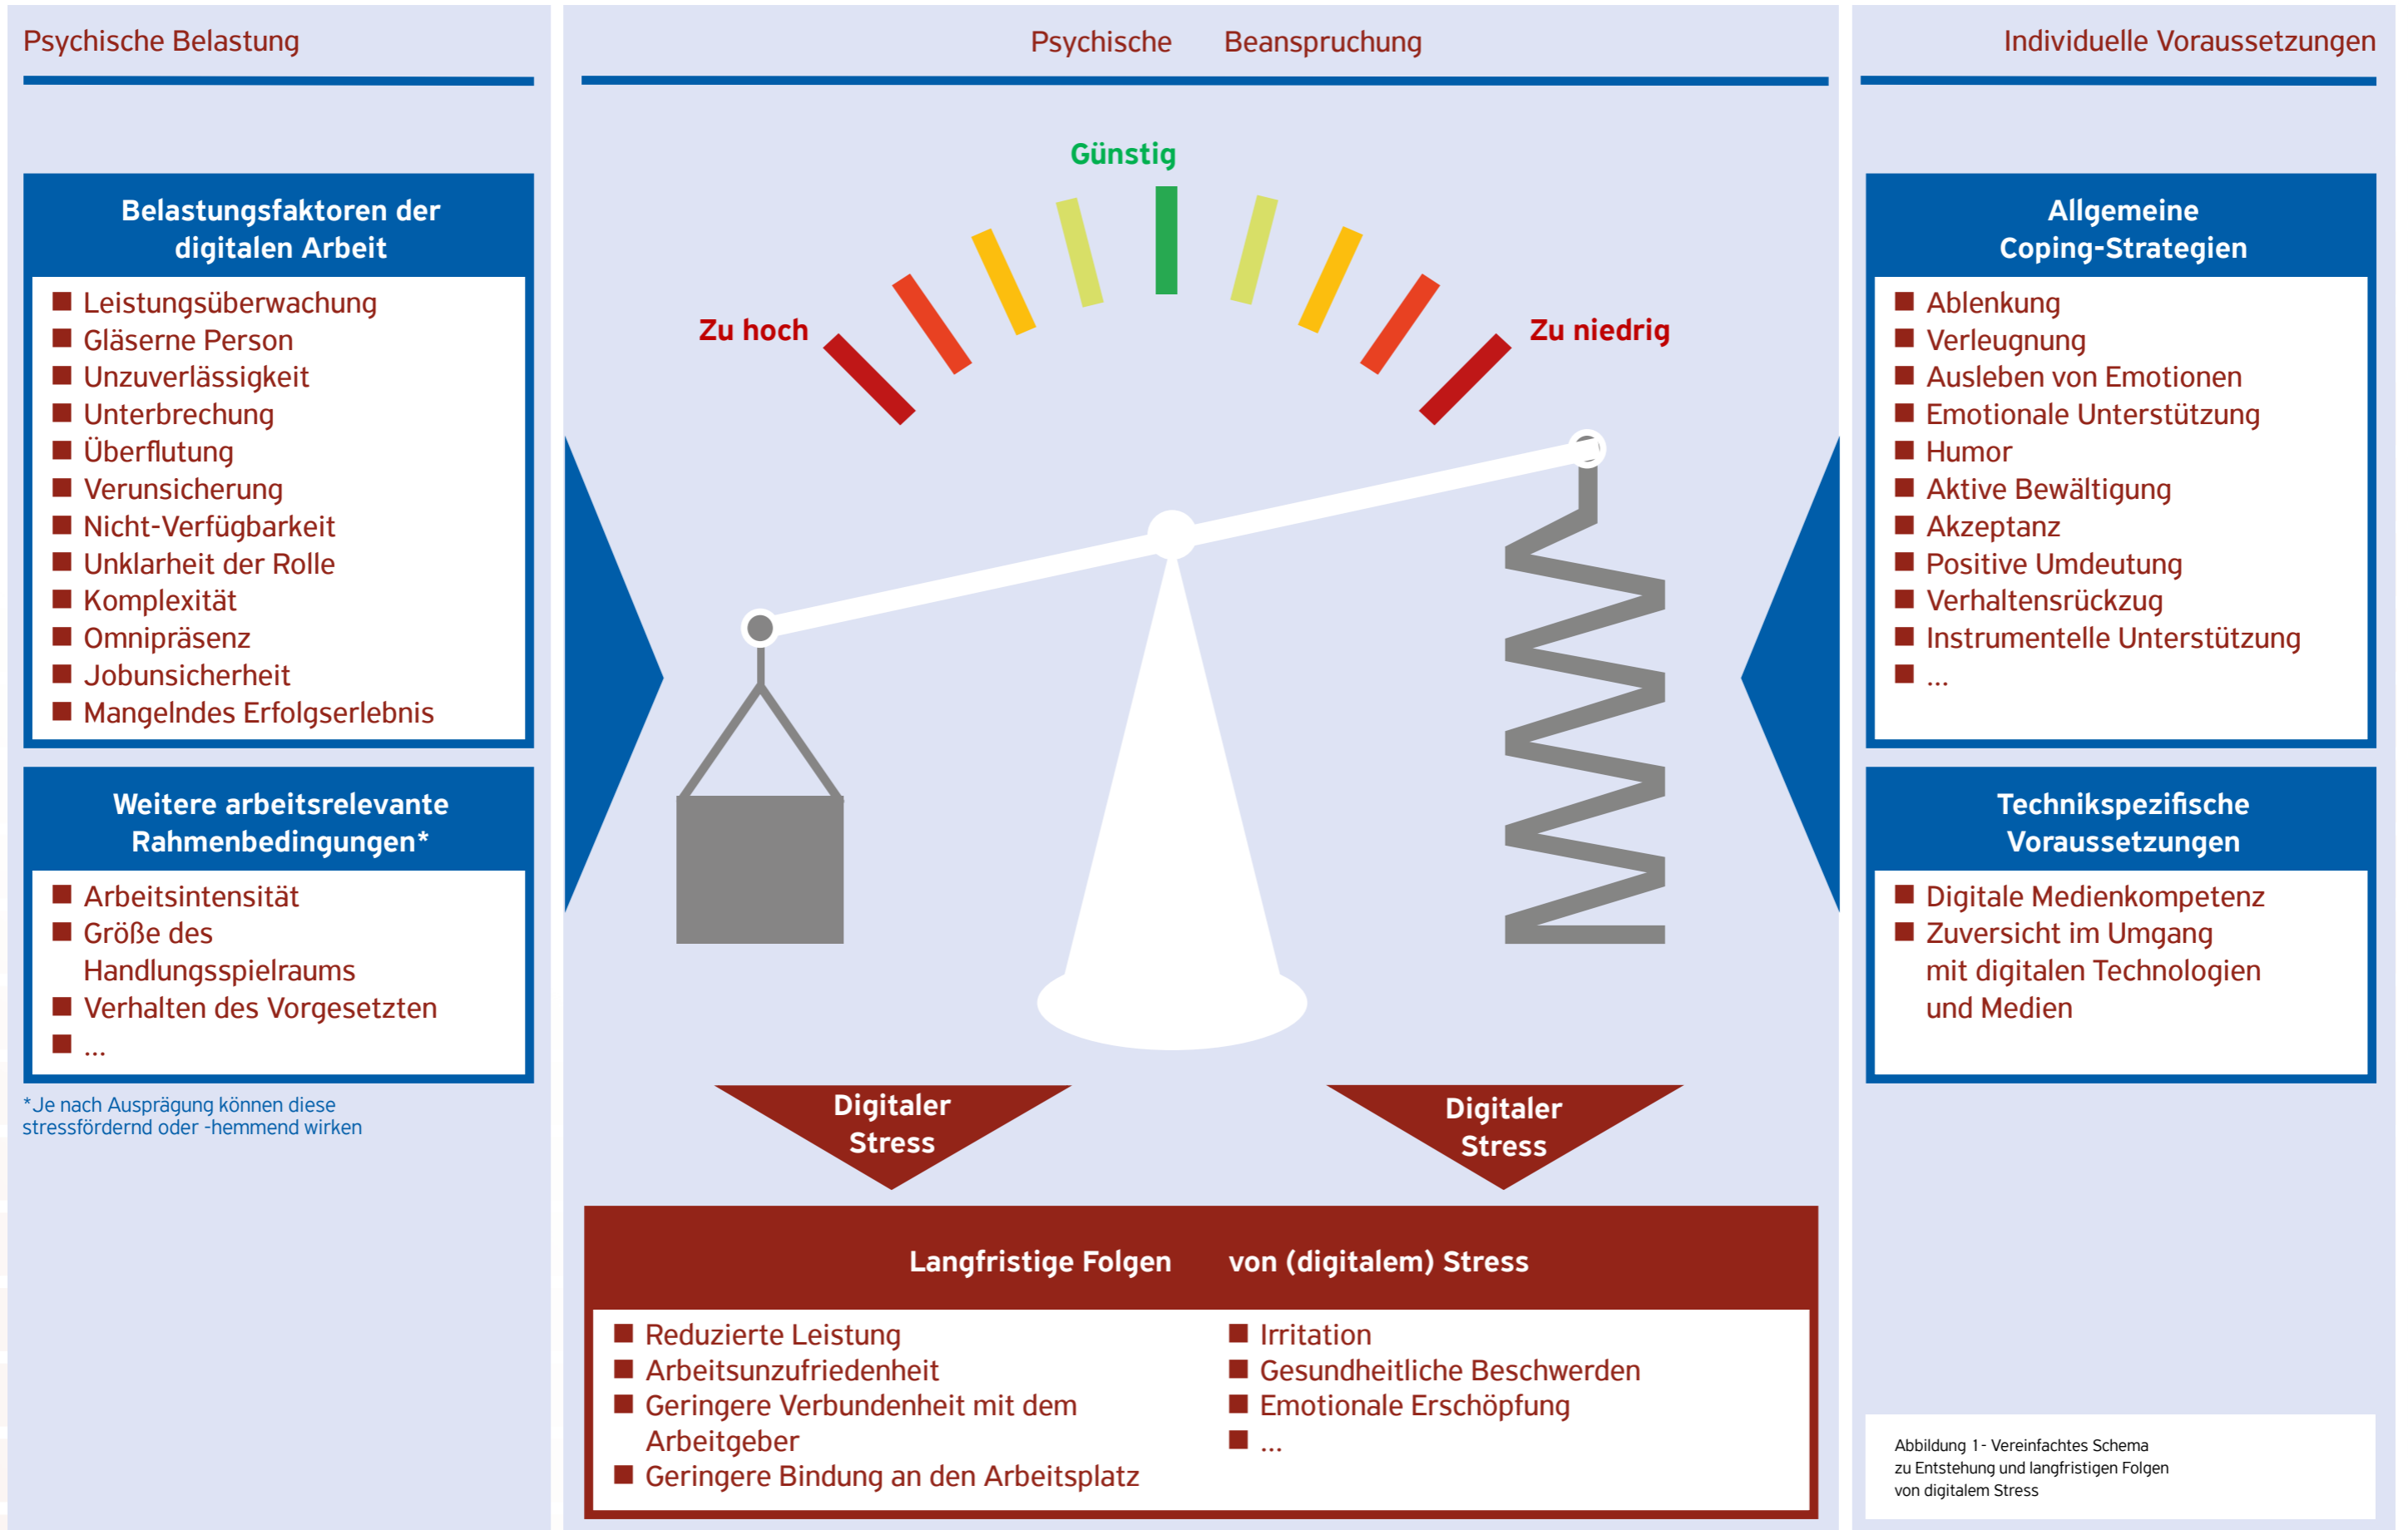 Psychische Belastung
Belastungsfaktoren der
digitalen Arbeit
Leistungsüberwachung
Gläserne Person
Unzuverlässigkeit
Unterbrechung
Überflutung
Verunsicherung
Nicht-Verfügbarkeit
Unklarheit der Rolle
Komplexität
Omnipräsenz
Jobunsicherheit
Mangelndes Erfolgserlebnis
Weitere arbeitsrelevante
Rahmenbedingungen*
Arbeitsintensität
Größe des
Handlungsspielraums
Verhalten des Vorgesetzten
...
*Je nach Ausprägung können diese
stressfördernd oder -hemmend wirken
Psychische Beanspruchung
Günstig
Zu hoch
Zu niedrig
Digitaler
Stress
Digitaler
Stress
Langfristige Folgen von (digitalem) Stress
Reduzierte Leistung
Arbeitsunzufriedenheit
Geringere Verbundenheit mit dem
Arbeitgeber
Geringere Bindung an den Arbeitsplatz
Irritation
Gesundheitliche Beschwerden
Emotionale Erschöpfung
...
Individuelle Voraussetzungen
Allgemeine
Coping-Strategien
Ablenkung
Verleugnung
Ausleben von Emotionen
Emotionale Unterstützung
Humor
Aktive Bewältigung
Akzeptanz
Positive Umdeutung
Verhaltensrückzug
Instrumentelle Unterstützung
...
Technikspezifische
Voraussetzungen
Digitale Medienkompetenz
Zuversicht im Umgang
mit digitalen Technologien
und Medien
Abbildung 1 - Vereinfachtes Schema
zu Entstehung und langfristigen Folgen
von digitalem Stress